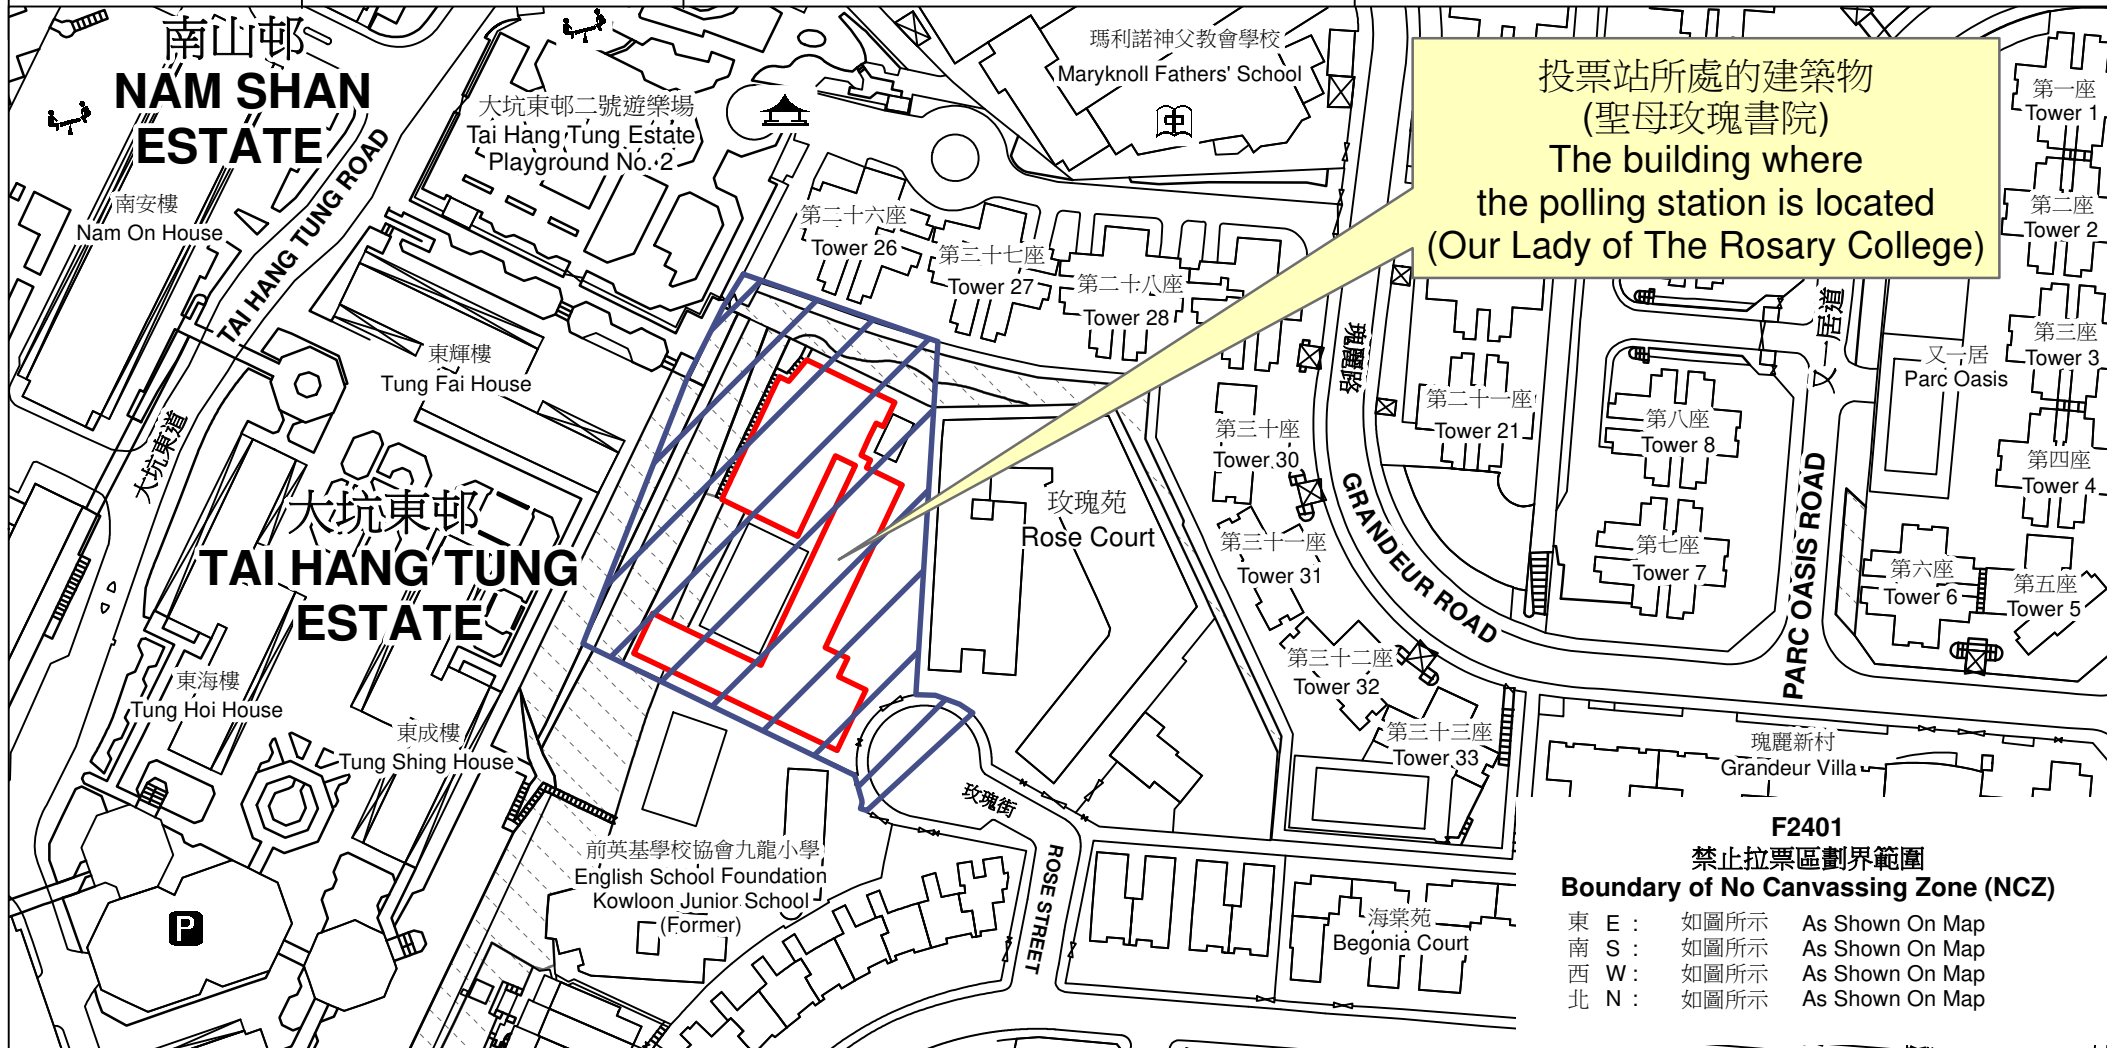 南山邨
NAM SHAN
ESTATE
南安樓
Nam On House
TAI HANG TUNG ROAD
大坑東道
大坑東邨二號遊樂場
Tai Hang Tung Estate
Playground No. 2
瑪利諾神父教會學校
Maryknoll Fathers' School
中
投票站所處的建築物
(聖母玫瑰書院)
The building where
the polling station is located
(Our Lady of The Rosary College)
第一座
Tower 1
第二座
Tower 2
第三座
Tower 3
第四座
Tower 4
第五座
Tower 5
第六座
Tower 6
第七座
Tower 7
第八座
Tower 8
又一居
Parc Oasis
又一居道
PARC OASIS ROAD
第二十一座
Tower 21
第二十六座
Tower 26
第三十七座
Tower 27
第二十八座
Tower 28
第三十座
Tower 30
第三十一座
Tower 31
第三十二座
Tower 32
第三十三座
Tower 33
瑰麗路
GRANDEUR ROAD
東輝樓
Tung Fai House
大坑東邨
TAI HANG TUNG
ESTATE
東海樓
Tung Hoi House
東成樓
Tung Shing House
玫瑰苑
Rose Court
玫瑰街
ROSE STREET
前英基學校協會九龍小學
English School Foundation
Kowloon Junior School
(Former)
P
海棠苑
Begonia Court
瑰麗新村
Grandeur Villa
F2401
禁止拉票區劃界範圍
Boundary of No Canvassing Zone (NCZ)
東 E : 如圖所示 As Shown On Map
南 S : 如圖所示 As Shown On Map
西 W : 如圖所示 As Shown On Map
北 N : 如圖所示 As Shown On Map